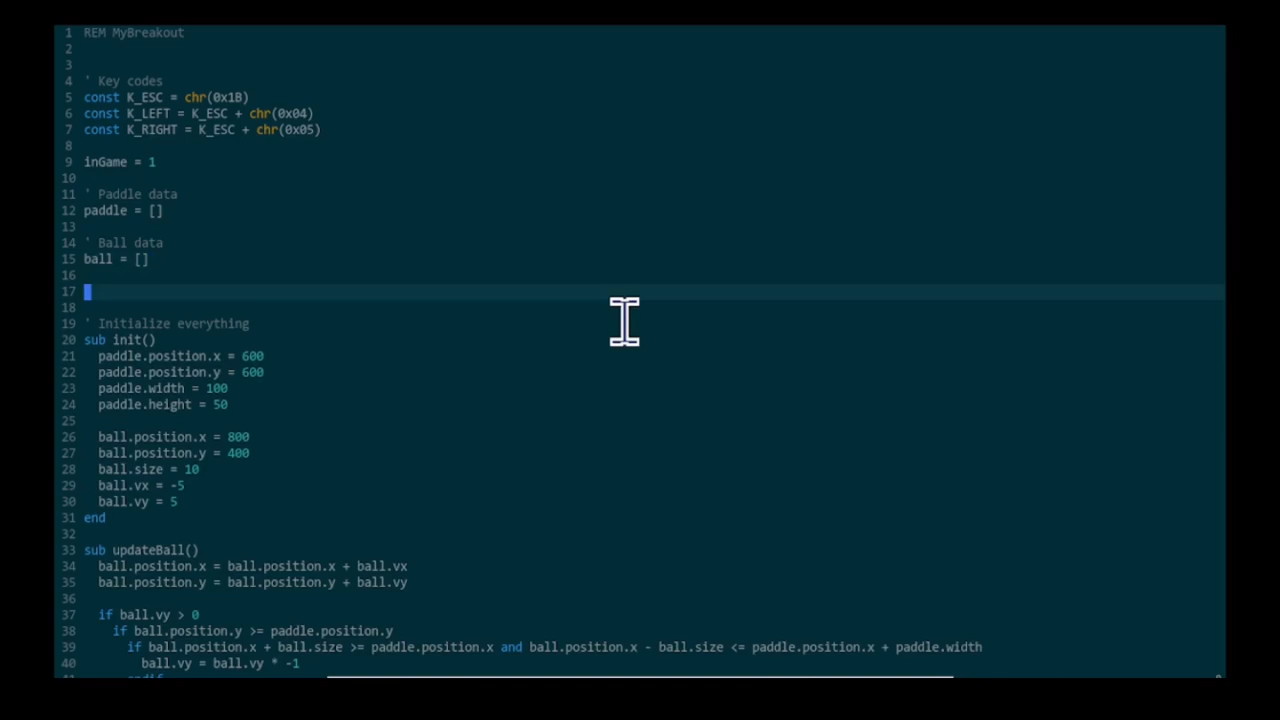 1 REM MyBreakout
2
3
4 ' Key codes
5 const K_ESC = chr(0x1B)
6 const K_LEFT = K_ESC + chr(0x04)
7 const K_RIGHT = K_ESC + chr(0x05)
8
9 inGame = 1
10
11 ' Paddle data
12 paddle = []
13
14 ' Ball data
15 ball = []
16
17
18
19 ' Initialize everything
20 sub init()
21   paddle.position.x = 600
22   paddle.position.y = 600
23   paddle.width = 100
24   paddle.height = 50
25
26   ball.position.x = 800
27   ball.position.y = 400
28   ball.size = 10
29   ball.vx = -5
30   ball.vy = 5
31 end
32
33 sub updateBall()
34   ball.position.x = ball.position.x + ball.vx
35   ball.position.y = ball.position.y + ball.vy
36
37   if ball.vy > 0
38     if ball.position.y >= paddle.position.y
39       if ball.position.x + ball.size >= paddle.position.x and ball.position.x - ball.size <= paddle.position.x + paddle.width
40         ball.vy = ball.vy * -1